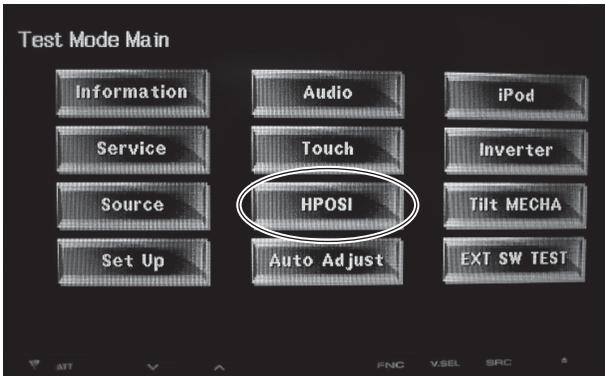 Test Mode Main
Information Audio iPod
Service Touch Inverter
Source HPOSI Tilt MECHA
Set Up Auto Adjust EXT SW TEST
ATT FNC V.SEL SRC